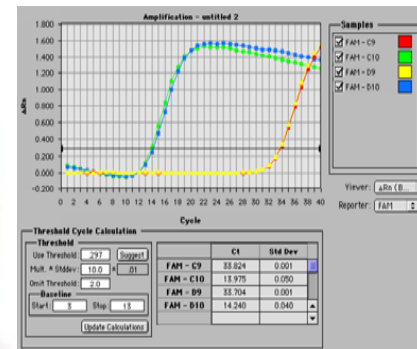 Amplification - untitled 2
1.800
1.600
1.400
1.200
1.000
0.800
0.600
0.400
0.200
0.000
-0.200
ΔRn
0 2 4 6 8 10 12 14 16 18 20 22 24 26 28 30 32 34 36 38 40
Cycle
Samples
FAM - C9
FAM - C10
FAM - D9
FAM - D10
Viewer: ΔRn (B...
Reporter: FAM
Threshold Cycle Calculation
Threshold
Use Threshold: .297 Suggest
Mult. * Stddev: 10.0 * .01
Omit Threshold: 2.0
Baseline
Start: 3 Stop: 13
Update Calculations
Ct Std Dev
FAM - C9 33.824 0.001
FAM - C10 13.975 0.050
FAM - D9 33.704 0.001
FAM - D10 14.240 0.040